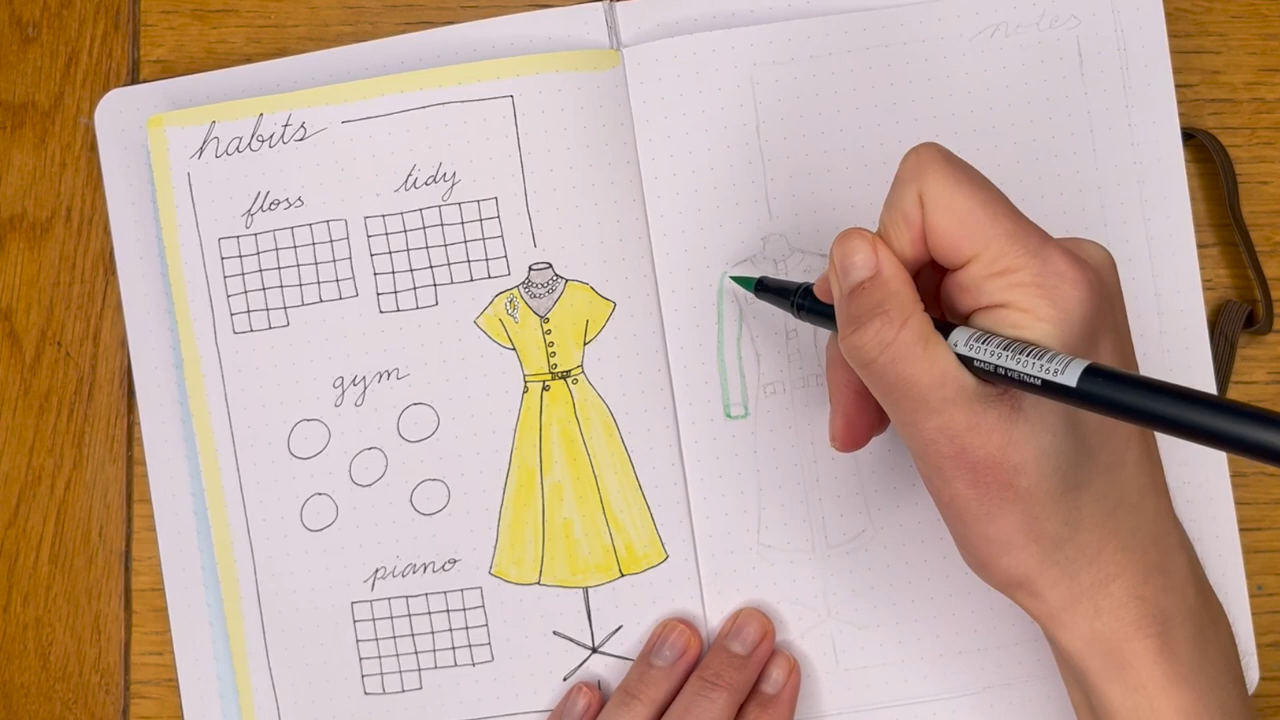 habits
floss
tidy
gym
piano
notes
4 901991 901368
MADE IN VIETNAM